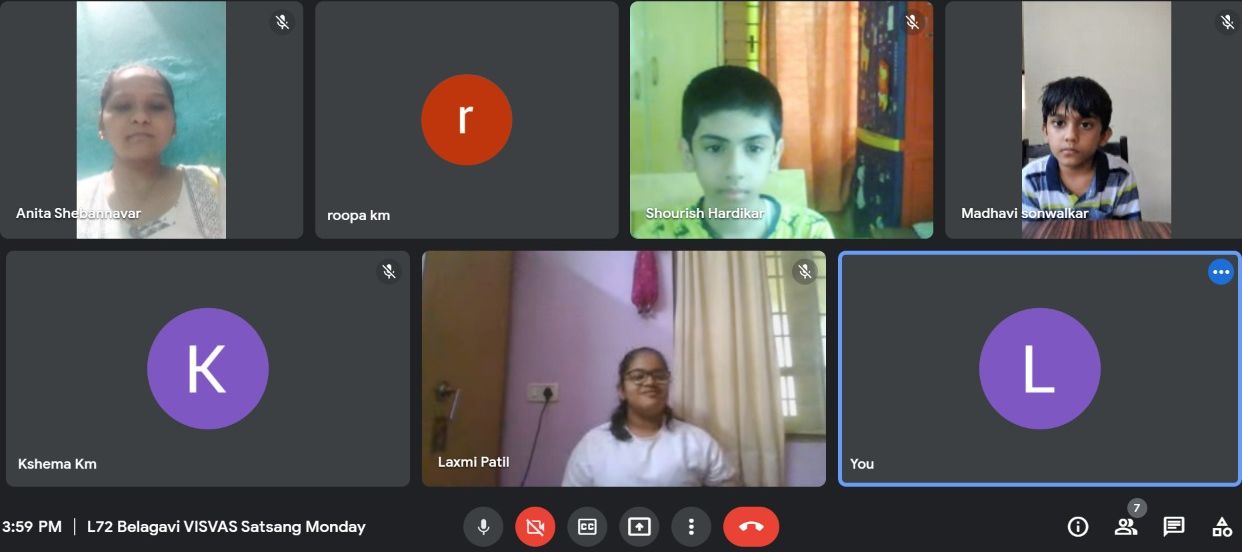 Anita Shebannavar
r
roopa km
Shourish Hardikar
Madhavi sonwalkar
K
Kshema Km
Laxmi Patil
L
You
3:59 PM | L72 Belagavi VISVAS Satsang Monday
CC
7